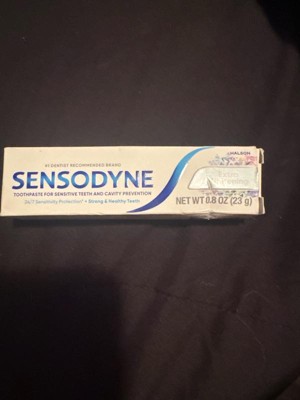 #1 DENTIST RECOMMENDED BRAND
HALEON
SENSODYNE
TOOTHPASTE FOR SENSITIVE TEETH AND CAVITY PREVENTION
24/7 Sensitivity Protection* • Strong & Healthy Teeth
NET WT 0.8 OZ (23 g)